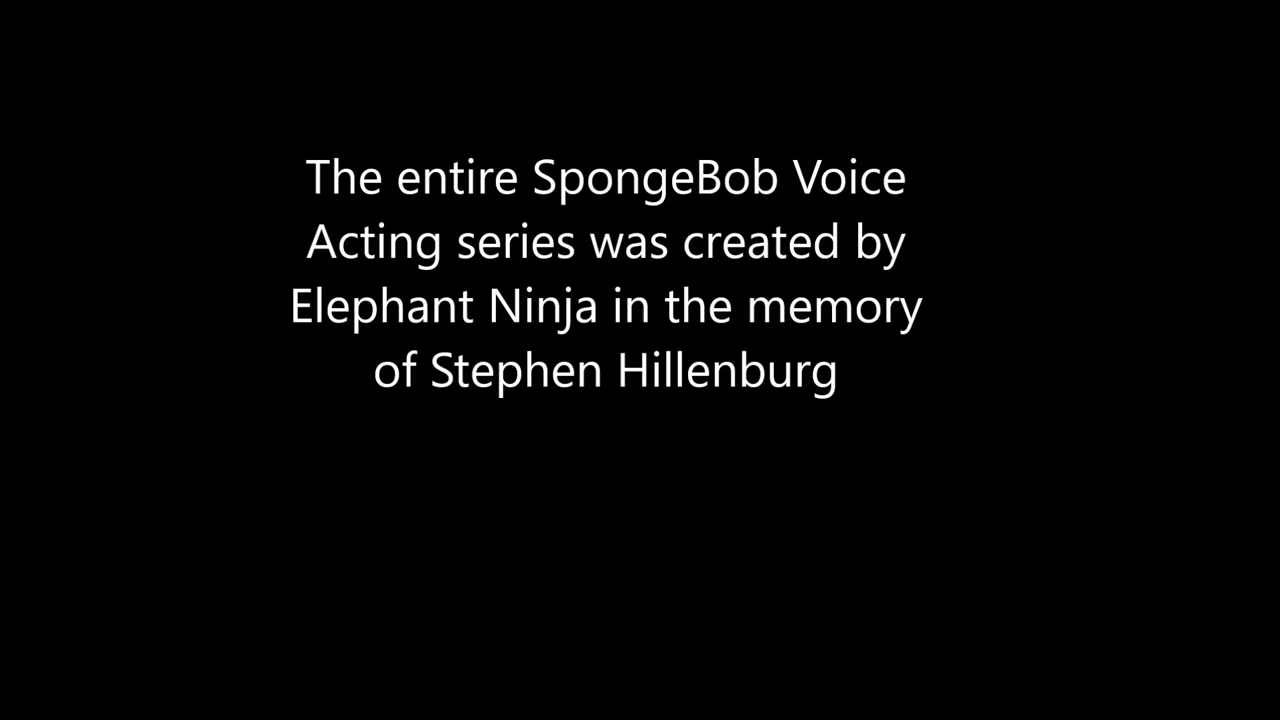 The entire SpongeBob Voice
Acting series was created by
Elephant Ninja in the memory
of Stephen Hillenburg